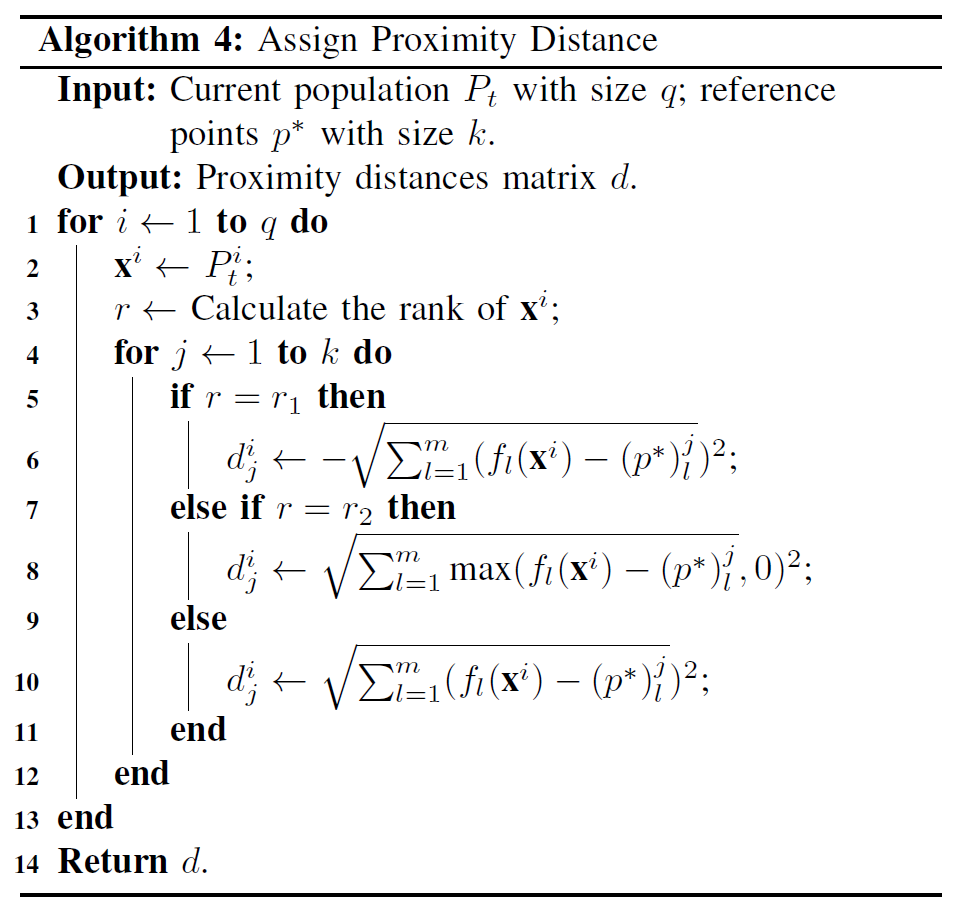 Algorithm 4: Assign Proximity Distance
Input: Current population $P_t$ with size $q$; reference
points $p^*$ with size $k$.
Output: Proximity distances matrix $d$.
1 for $i \leftarrow 1$ to $q$ do
2 $\mathbf{x}^i \leftarrow P_t^i$;
3 $r \leftarrow$ Calculate the rank of $\mathbf{x}^i$;
4 for $j \leftarrow 1$ to $k$ do
5 if $r = r_1$ then
6 $d_j^i \leftarrow -\sqrt{\sum_{l=1}^{m}(f_l(\mathbf{x}^i) - (p^*)_l^j)^2}$;
7 else if $r = r_2$ then
8 $d_j^i \leftarrow \sqrt{\sum_{l=1}^{m}\max(f_l(\mathbf{x}^i) - (p^*)_l^j, 0)^2}$;
9 else
10 $d_j^i \leftarrow \sqrt{\sum_{l=1}^{m}(f_l(\mathbf{x}^i) - (p^*)_l^j)^2}$;
11 end
12 end
13 end
14 Return $d$.